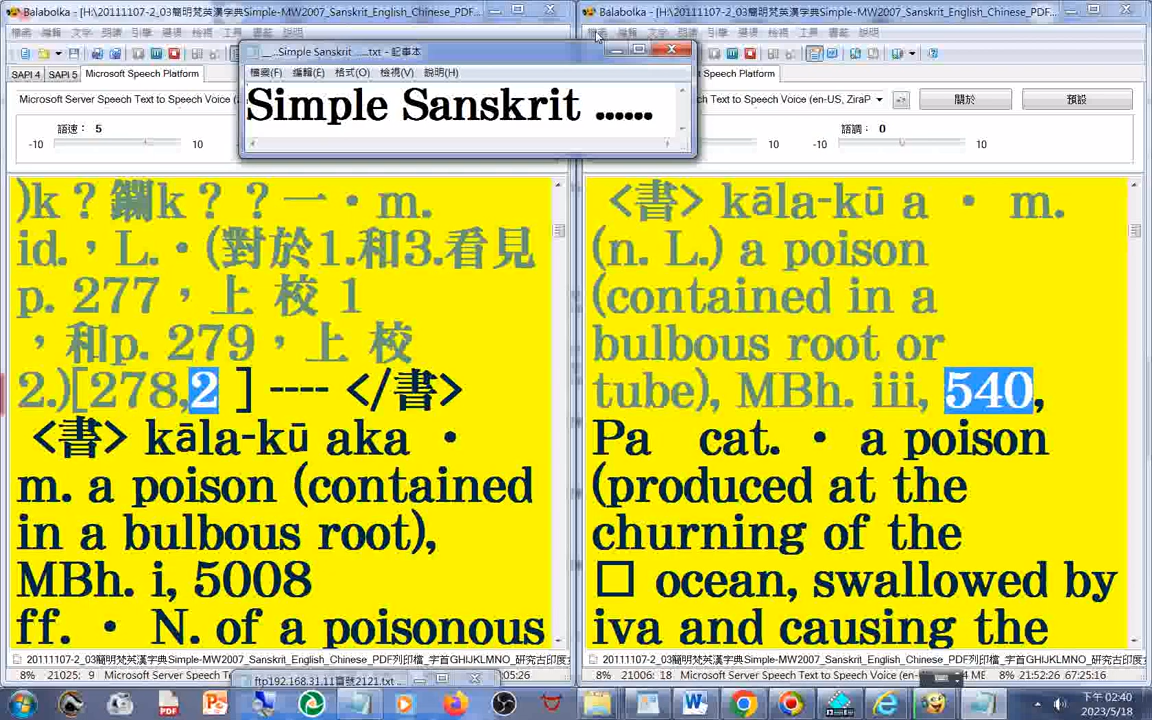 Balabolka - [H:\20111107-2_03簡明梵英漢字典Simple-MW2007_Sanskrit_English_Chinese_PDF...
SAPI 4 SAPI 5 Microsoft Speech Platform
Microsoft Server Speech Text to Speech Voice (
語速： 5
-10 10
__...Simple Sanskrit ......txt - 記事本
檔案(F) 編輯(E) 格式(O) 檢視(V) 說明(H)
Simple Sanskrit ......
)k？鑭k？？一・m.
id.，L.・(對於1.和3.看見
p. 277，上 校 1
，和p. 279，上 校
2.)[278,2 ] ---- </書>
<書> kāla-kū aka •
m. a poison (contained
in a bulbous root),
MBh. i, 5008
ff. • N. of a poisonous
20111107-2_03簡明梵英漢字典Simple-MW2007_Sanskrit_English_Chinese_PDF列印檔_字首GHIJKLMNO_研究古印度
8% 21025: 9 Microsoft Server Speech Text
ftp192.168.31.11盲號2121.txt ...
05:26
Balabolka - [H:\20111107-2_03簡明梵英漢字典Simple-MW2007_Sanskrit_English_Chinese_PDF...
Speech Platform
ch Text to Speech Voice (en-US, ZiraP
關於 預設
語調： 0
10 -10 10
<書> kāla-kū a • m.
(n. L.) a poison
(contained in a
bulbous root or
tube), MBh. iii, 540,
Pa cat. • a poison
(produced at the
churning of the
□ ocean, swallowed by
iva and causing the
20111107-2_03簡明梵英漢字典Simple-MW2007_Sanskrit_English_Chinese_PDF列印檔_字首GHIJKLMNO_研究古印度
8% 21006: 18 Microsoft Server Speech Text to Speech Voice (en- 8% 21:52:26 67:25:16
下午 02:40
2023/5/18